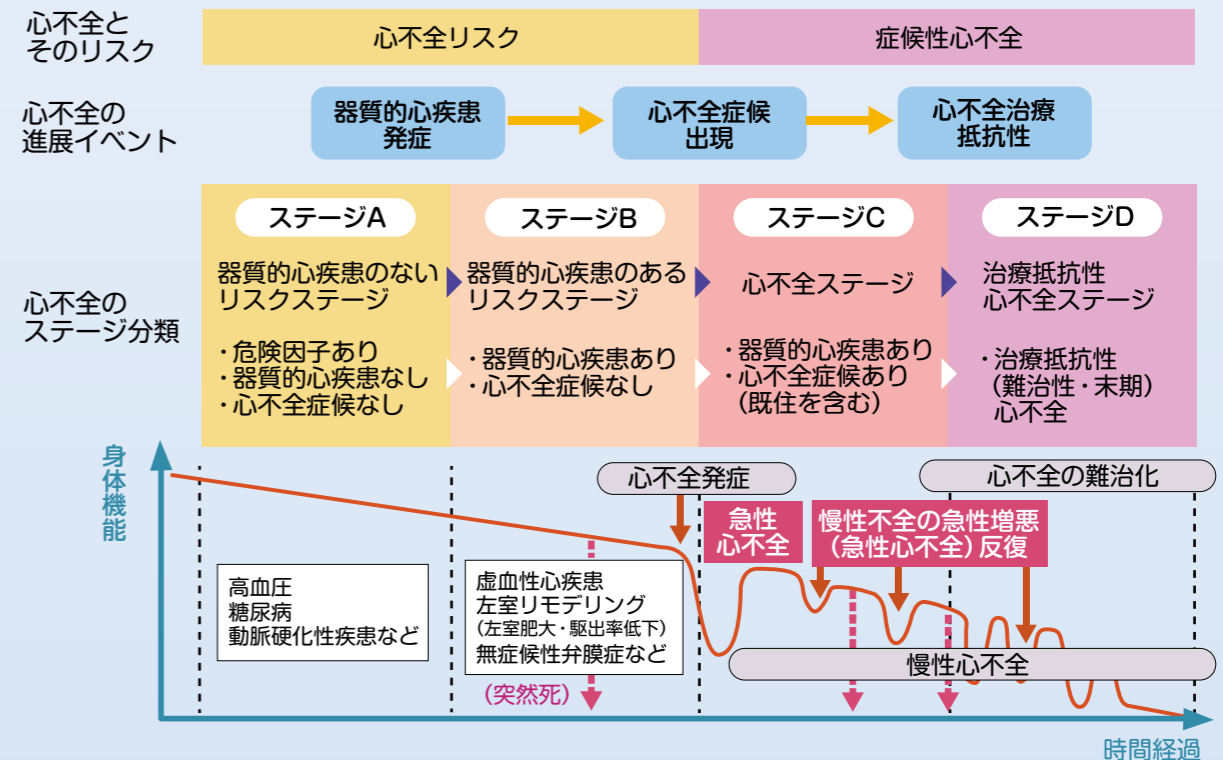 心不全と
そのリスク
心不全リスク
症候性心不全
心不全の
進展イベント
器質的心疾患
発症
心不全症候
出現
心不全治療
抵抗性
心不全の
ステージ分類
ステージA
器質的心疾患のない
リスクステージ
・危険因子あり
・器質的心疾患なし
・心不全症候なし
ステージB
器質的心疾患のある
リスクステージ
・器質的心疾患あり
・心不全症候なし
ステージC
心不全ステージ
・器質的心疾患あり
・心不全症候あり
（既住を含む）
ステージD
治療抵抗性
心不全ステージ
・治療抵抗性
（難治性・末期）
心不全
身体機能
心不全発症
心不全の難治化
急性
心不全
慢性不全の急性増悪
（急性心不全）反復
高血圧
糖尿病
動脈硬化性疾患など
虚血性心疾患
左室リモデリング
（左室肥大・駆出率低下）
無症候性弁膜症など
慢性心不全
（突然死）
時間経過